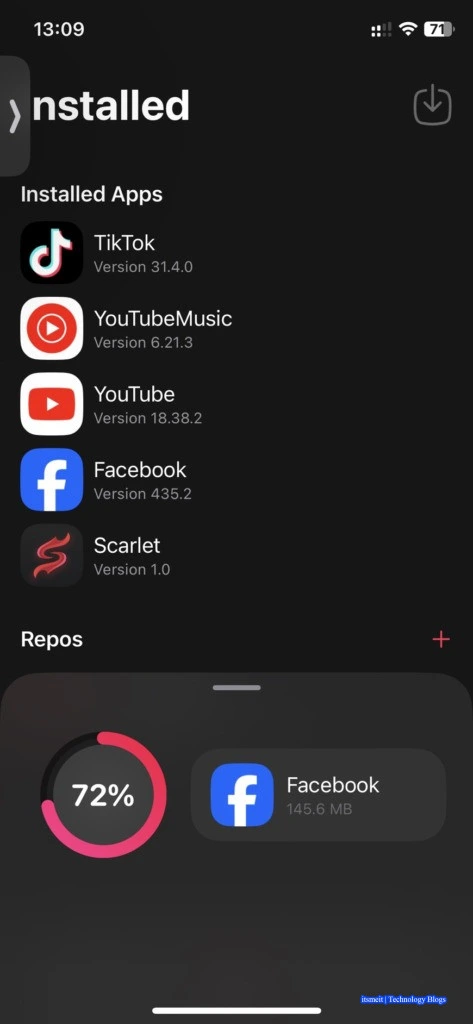 13:09
71
nstalled
Installed Apps
TikTok
Version 31.4.0
YouTubeMusic
Version 6.21.3
YouTube
Version 18.38.2
Facebook
Version 435.2
Scarlet
Version 1.0
Repos
72%
Facebook
145.6 MB
itsmeit | Technology Blogs